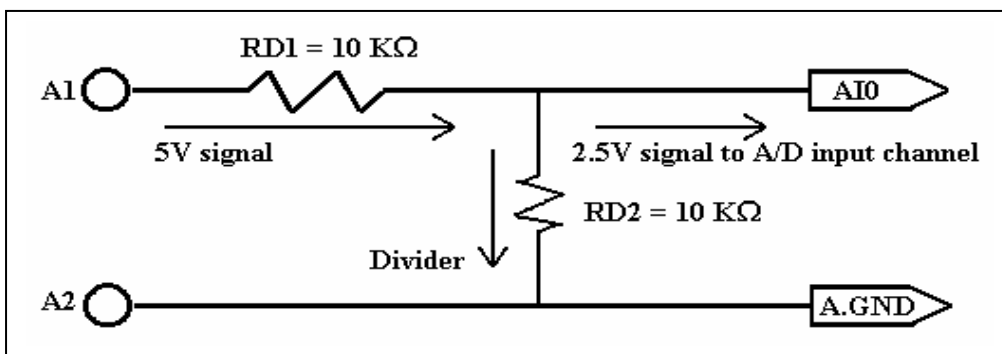 RD1 = 10 KΩ
A1
AI0
5V signal
2.5V signal to A/D input channel
RD2 = 10 KΩ
Divider
A2
A.GND